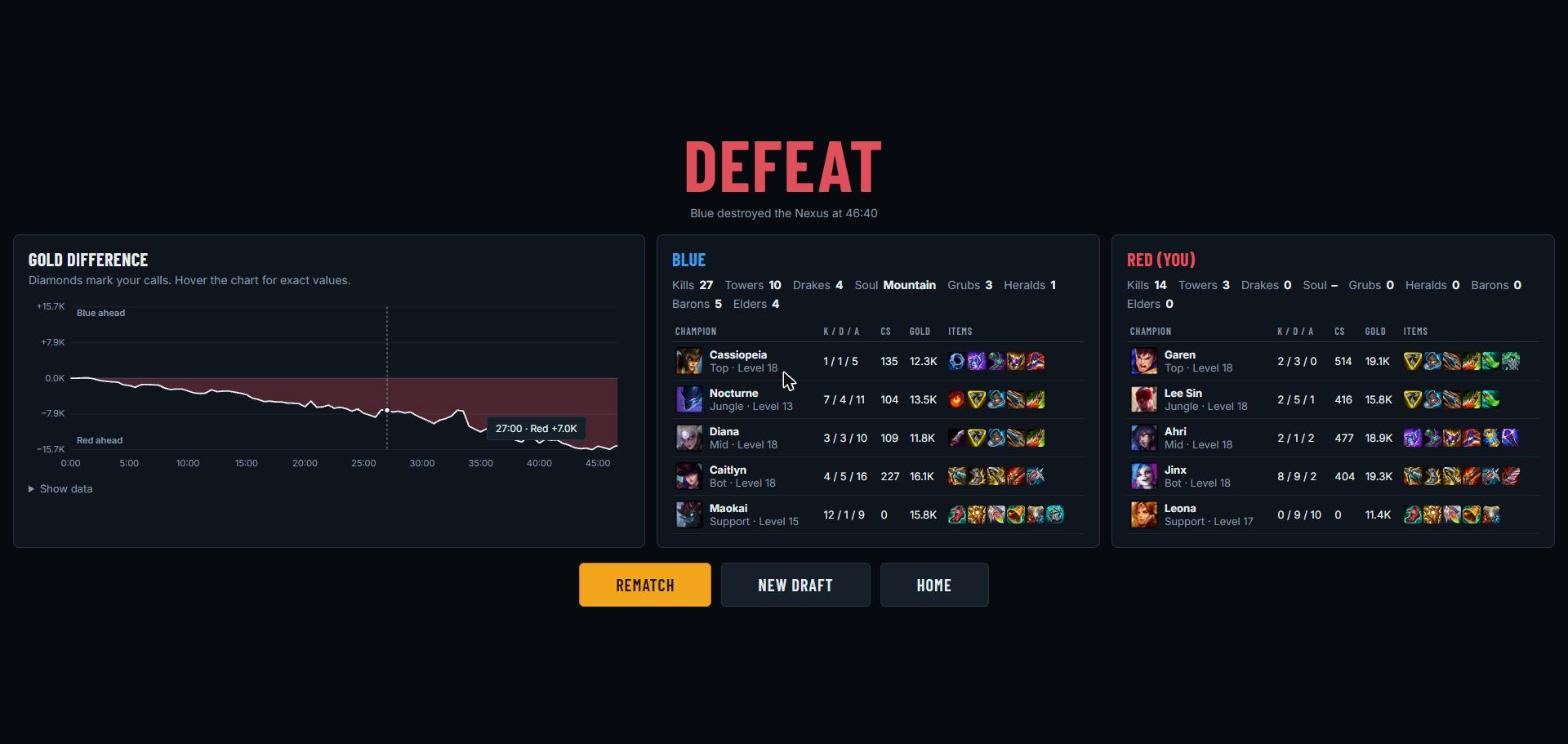 DEFEAT
Blue destroyed the Nexus at 46:40
GOLD DIFFERENCE
Diamonds mark your calls. Hover the chart for exact values.
+15.7K
Blue ahead
+7.9K
0.0K
−7.9K
27:00 · Red +7.0K
Red ahead
−15.7K
0:00 5:00 10:00 15:00 20:00 25:00 30:00 35:00 40:00 45:00
▶ Show data
BLUE
Kills 27 Towers 10 Drakes 4 Soul Mountain Grubs 3 Heralds 1
Barons 5 Elders 4
CHAMPION K / D / A CS GOLD ITEMS
Cassiopeia
Top · Level 18
1 / 1 / 5 135 12.3K
Nocturne
Jungle · Level 13
7 / 4 / 11 104 13.5K
Diana
Mid · Level 18
3 / 3 / 10 109 11.8K
Caitlyn
Bot · Level 18
4 / 5 / 16 227 16.1K
Maokai
Support · Level 15
12 / 1 / 9 0 15.8K
RED (YOU)
Kills 14 Towers 3 Drakes 0 Soul – Grubs 0 Heralds 0 Barons 0
Elders 0
CHAMPION K / D / A CS GOLD ITEMS
Garen
Top · Level 18
2 / 3 / 0 514 19.1K
Lee Sin
Jungle · Level 18
2 / 5 / 1 416 15.8K
Ahri
Mid · Level 18
2 / 1 / 2 477 18.9K
Jinx
Bot · Level 18
8 / 9 / 2 404 19.3K
Leona
Support · Level 17
0 / 9 / 10 0 11.4K
REMATCH
NEW DRAFT
HOME